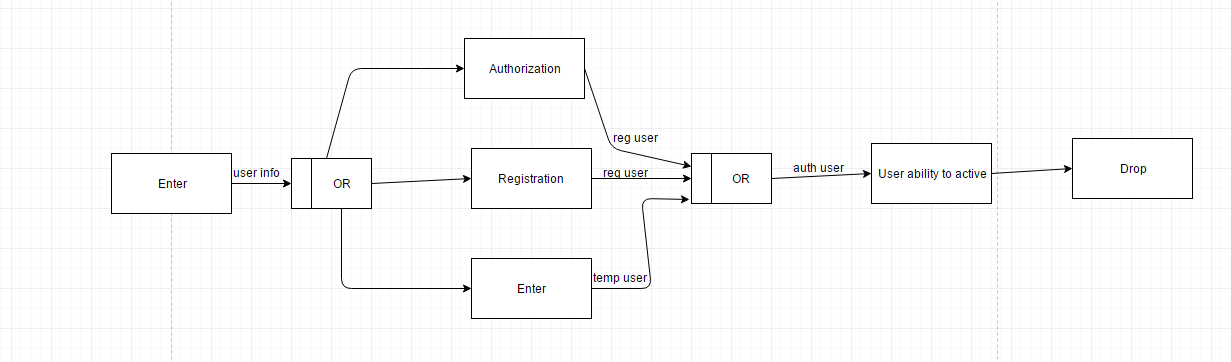 Authorization
reg user
Enter
user info
OR
Registration
reg user
OR
auth user
User ability to active
Drop
Enter
temp user